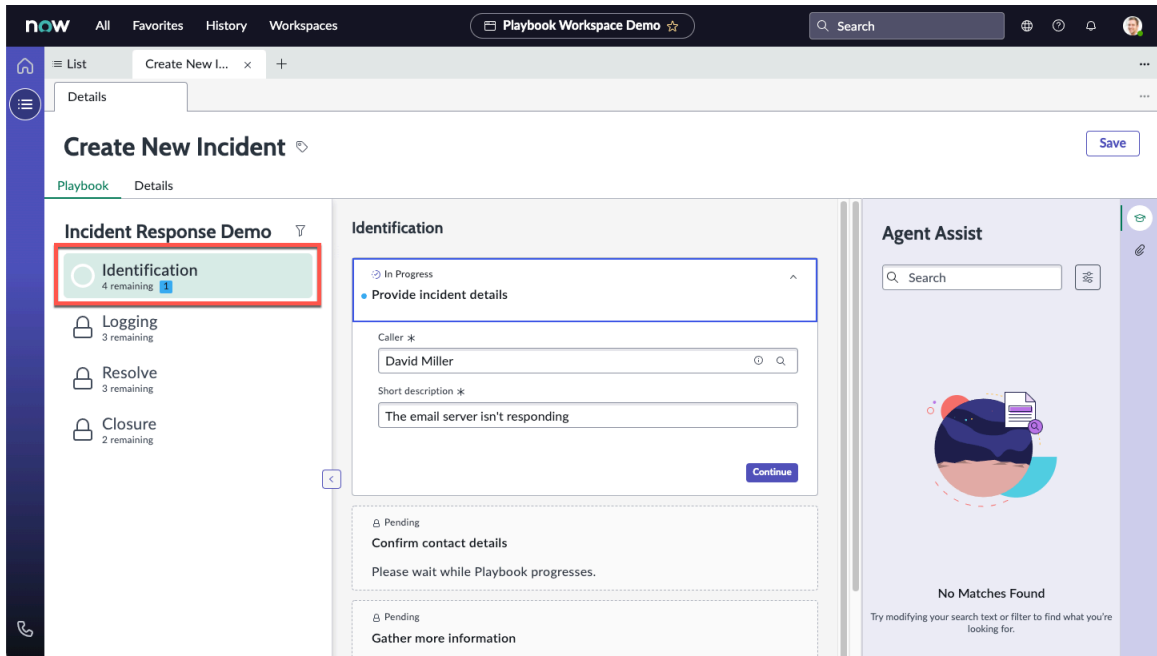 now All Favorites History Workspaces Playbook Workspace Demo Search
List Create New I...
Details
Create New Incident Save
Playbook Details
Incident Response Demo
Identification
4 remaining 1
Logging
3 remaining
Resolve
3 remaining
Closure
2 remaining
Identification
In Progress
Provide incident details
Caller
David Miller
Short description
The email server isn't responding
Continue
Pending
Confirm contact details
Please wait while Playbook progresses.
Pending
Gather more information
Agent Assist
Search
No Matches Found
Try modifying your search text or filter to find what you're
looking for.